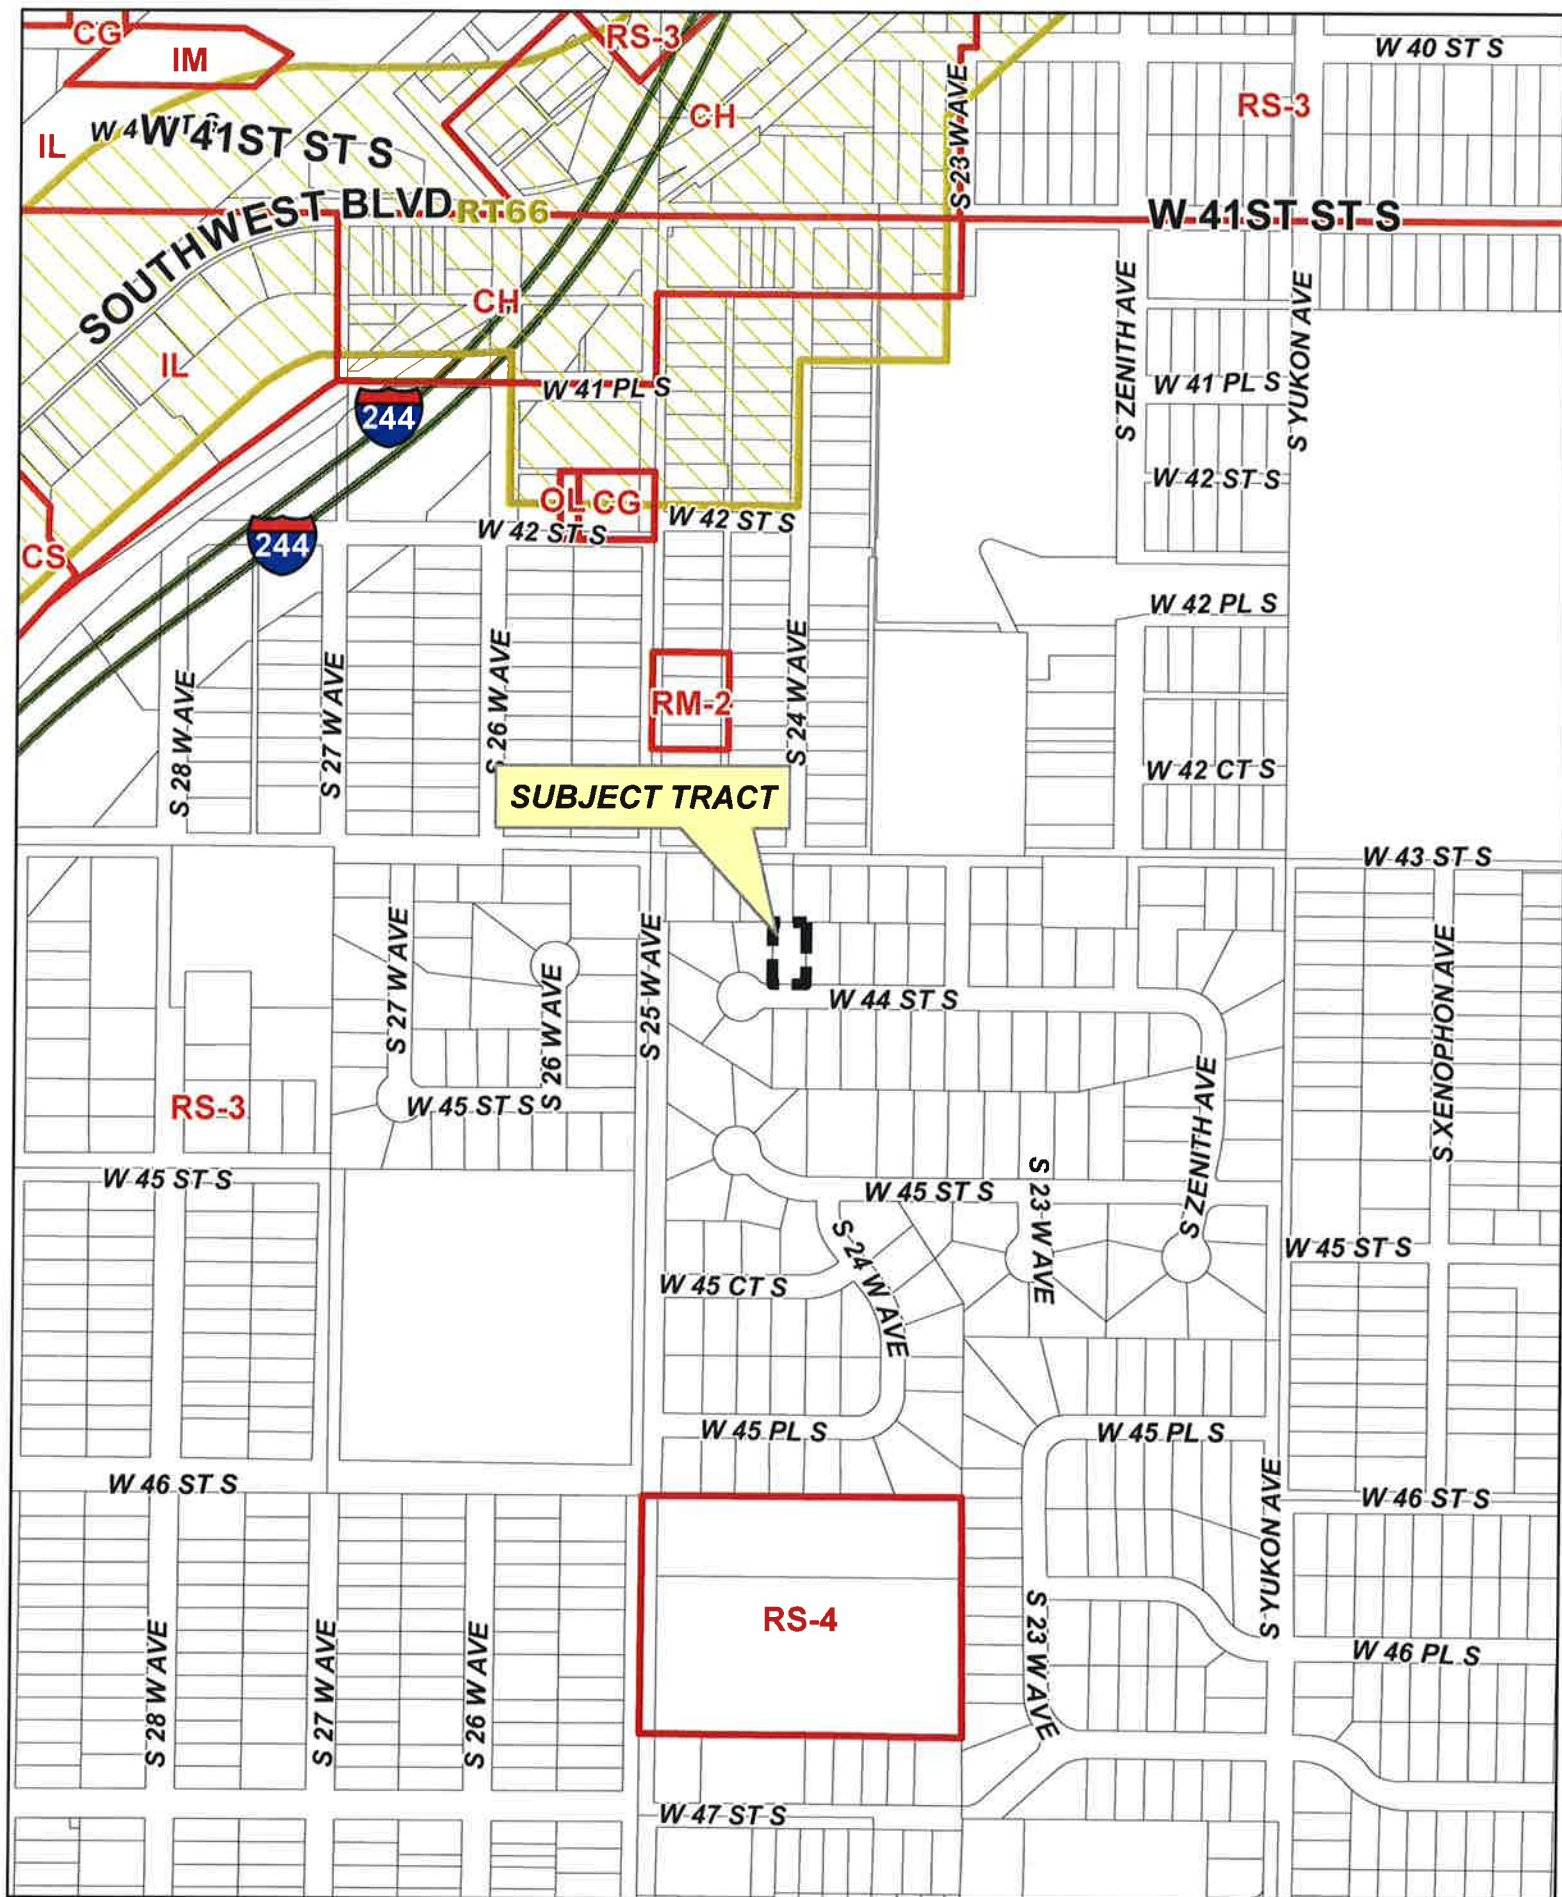 CG
IM
RS-3
W 40 ST S
RS-3
CH
IL
W 41ST ST S
S 23 W AVE
SOUTHWEST BLVD
RT66
W 41ST ST S
CH
IL
S ZENITH AVE
S YUKON AVE
W 41 PL S
W 41 PL S
244
W 42 ST S
OL
CG
W 42 ST S
W 42 ST S
244
CS
W 42 PL S
S 28 W AVE
S 27 W AVE
S 26 W AVE
RM-2
S 24 W AVE
W 42 CT S
SUBJECT TRACT
W 43 ST S
S 27 W AVE
S 26 W AVE
S 25 W AVE
W 44 ST S
S XENOPHON AVE
S ZENITH AVE
RS-3
W 45 ST S
W 45 ST S
W 45 ST S
S 23 W AVE
S 24 W AVE
W 45 ST S
W 45 CT S
W 45 PL S
W 45 PL S
W 46 ST S
W 46 ST S
S YUKON AVE
RS-4
S 28 W AVE
S 27 W AVE
S 26 W AVE
S 23 W AVE
W 46 PL S
W 47 ST S